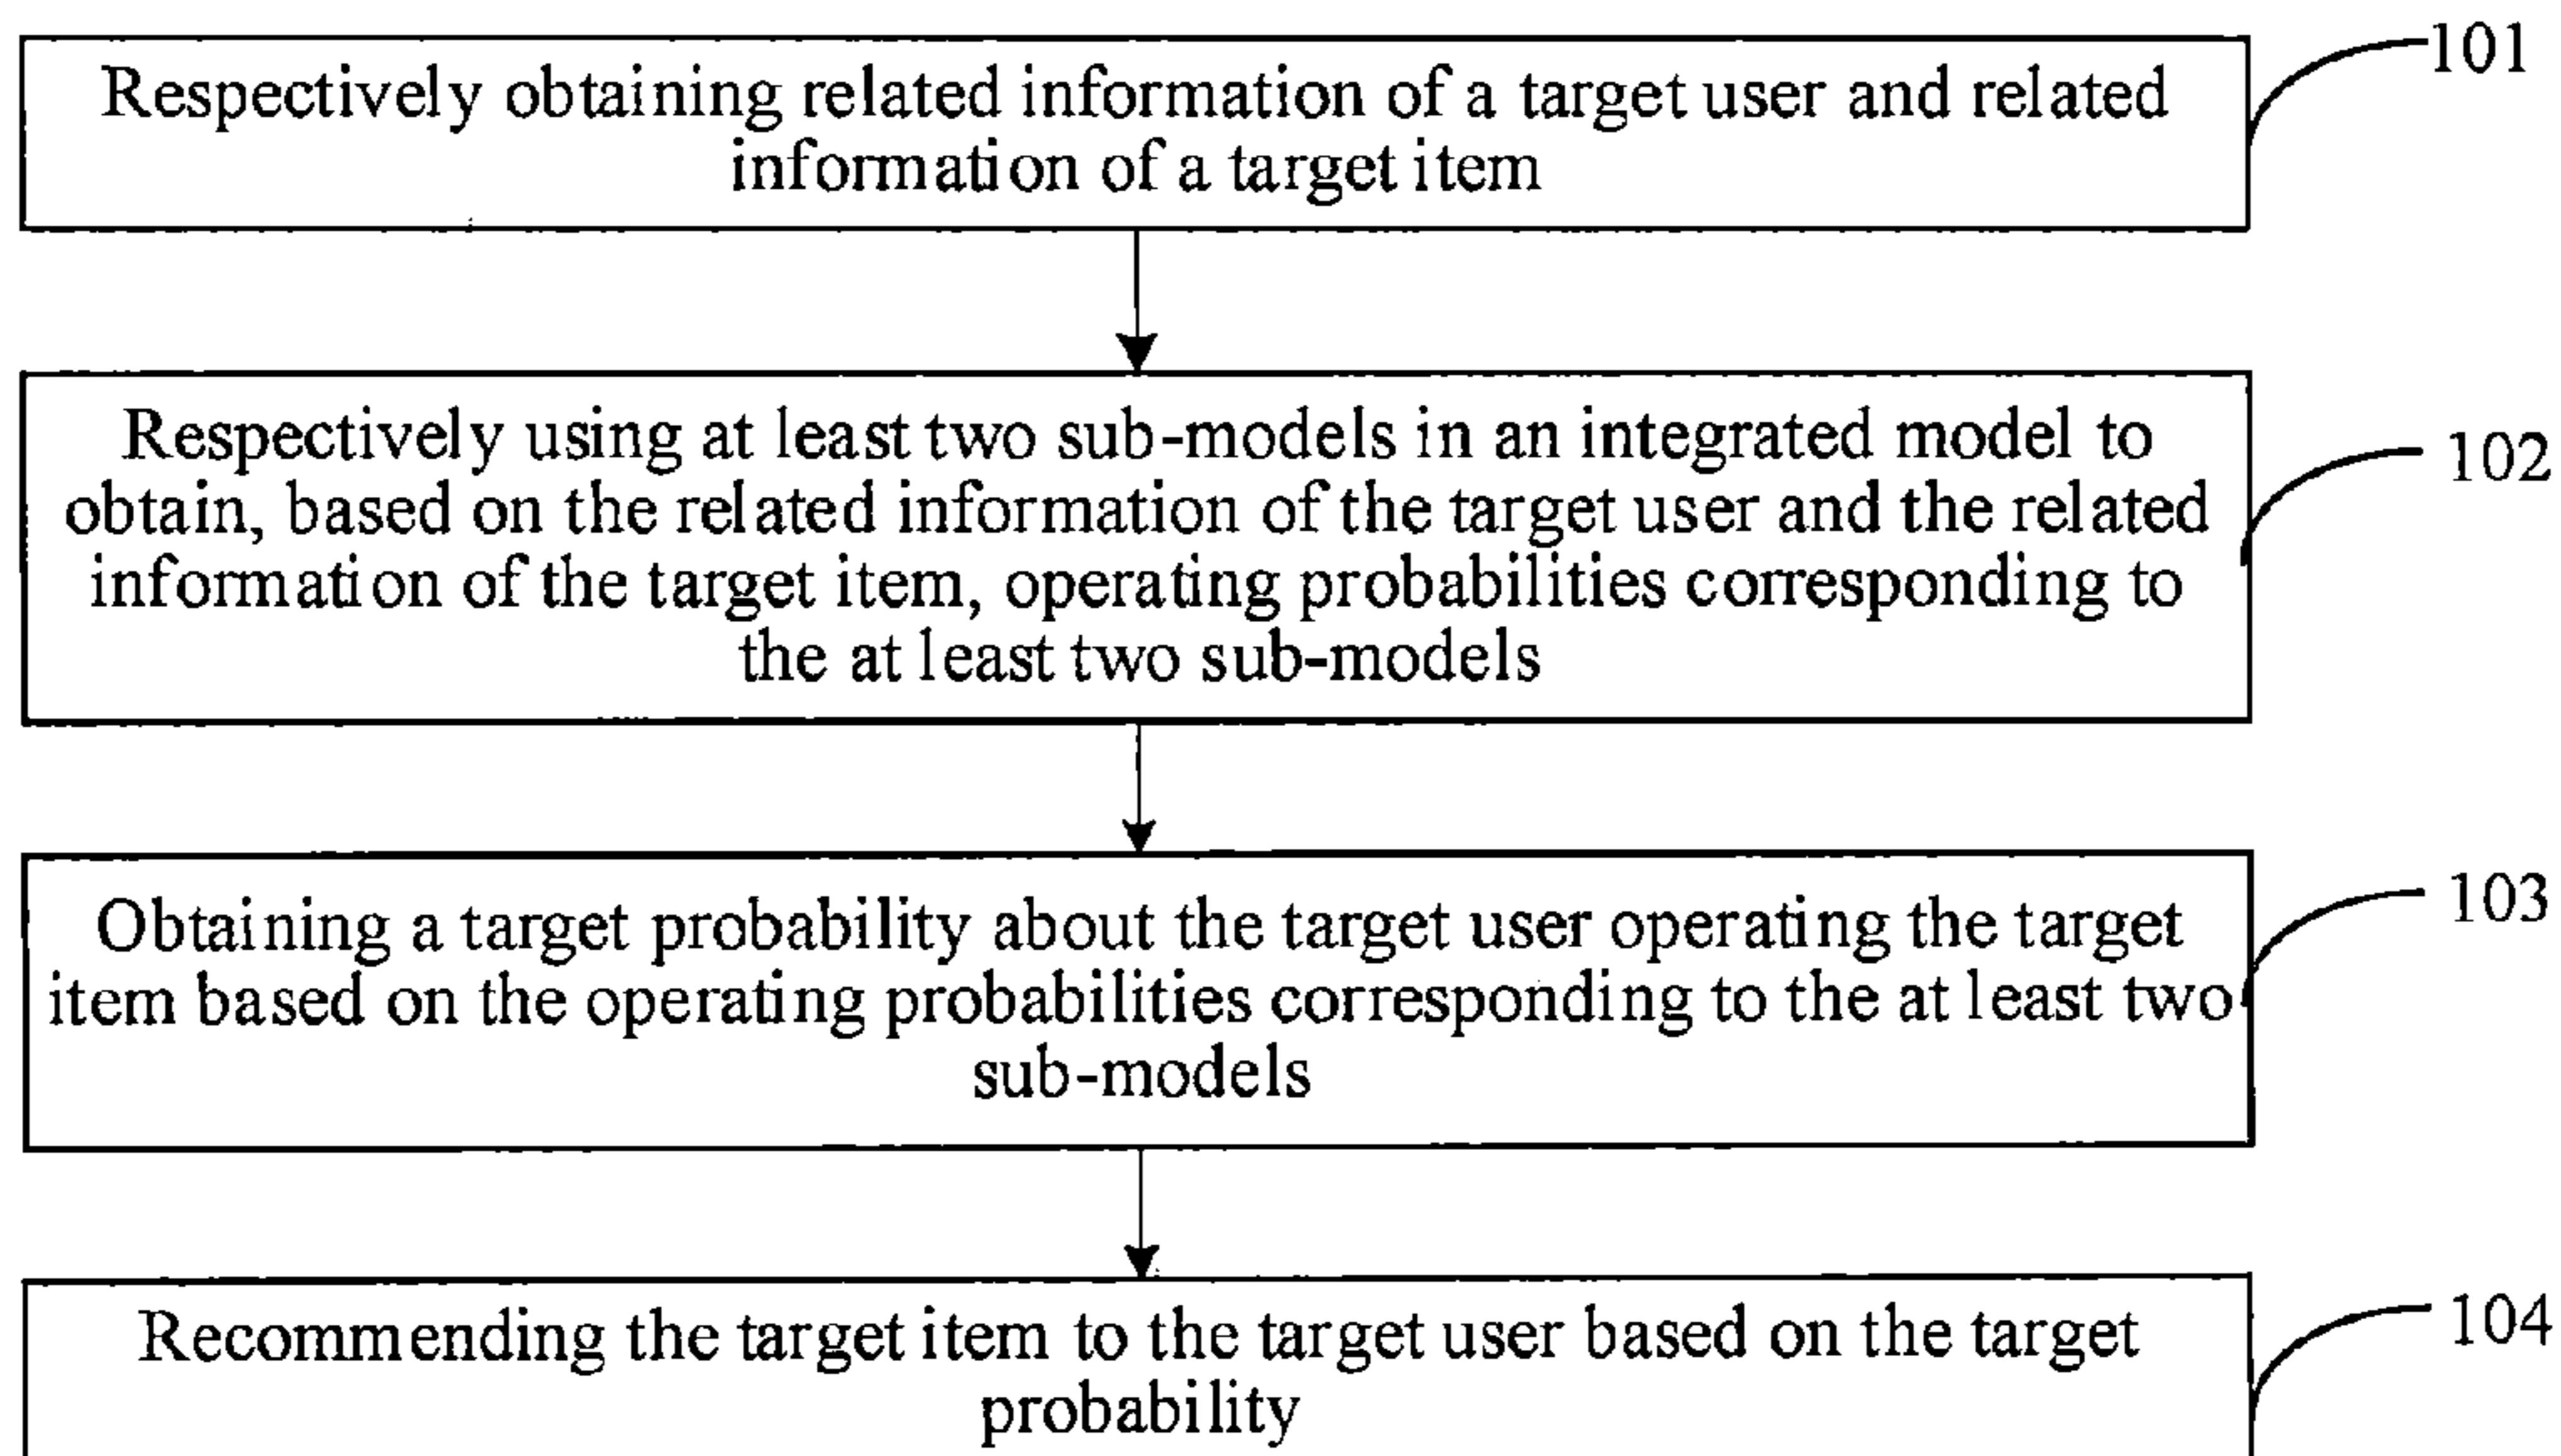 101
Respectively obtaining related information of a target user and related
information of a target item
Respectively using at least two sub-models in an integrated model to
102
obtain, based on the related information of the target user and the related
information of the target item, operating probabilities corresponding to
the at least two sub-models
103
Obtaining a target probability about the target user operating the target
item based on the operating probabilities corresponding to the at least two
sub-models
104
Recommending the target item to the target user based on the target
probability